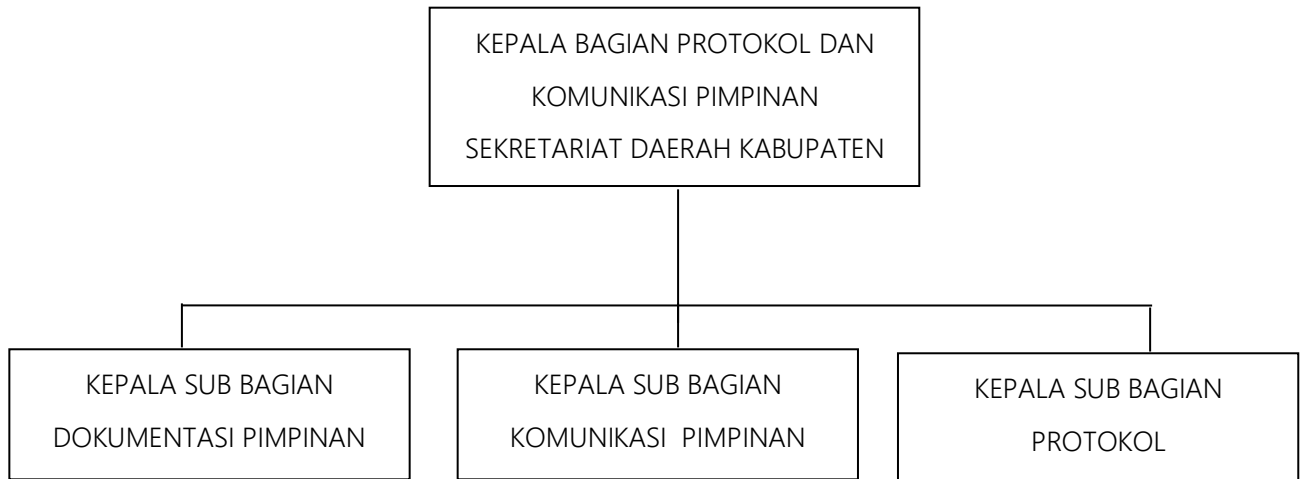 KEPALA BAGIAN PROTOKOL DAN
KOMUNIKASI PIMPINAN
SEKRETARIAT DAERAH KABUPATEN
KEPALA SUB BAGIAN
DOKUMENTASI PIMPINAN
KEPALA SUB BAGIAN
KOMUNIKASI  PIMPINAN
KEPALA SUB BAGIAN
PROTOKOL